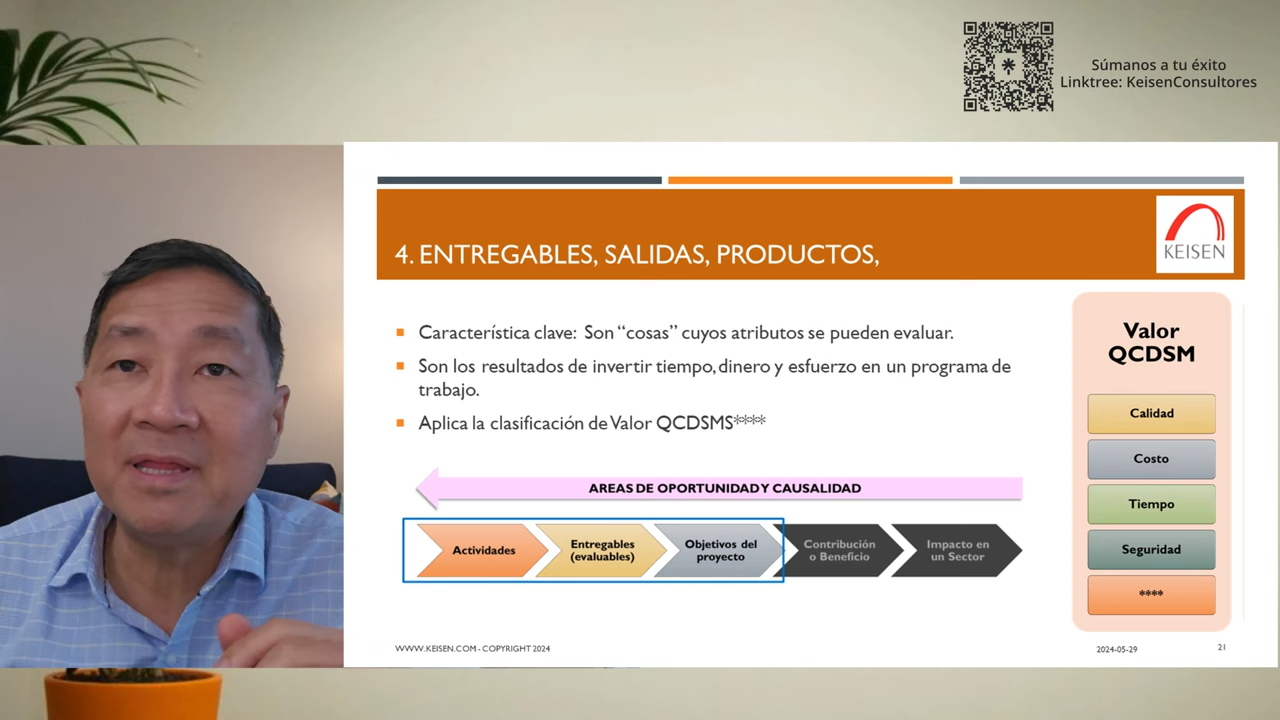 Súmanos a tu éxito
Linktree: KeisenConsultores
4. ENTREGABLES, SALIDAS, PRODUCTOS,
KEISEN
Característica clave: Son “cosas” cuyos atributos se pueden evaluar.
Son los resultados de invertir tiempo, dinero y esfuerzo en un programa de
trabajo.
Aplica la clasificación de Valor QCDSMS****
AREAS DE OPORTUNIDAD Y CAUSALIDAD
Actividades
Entregables
(evaluables)
Objetivos del
proyecto
Contribución
o Beneficio
Impacto en
un Sector
Valor
QCDSM
Calidad
Costo
Tiempo
Seguridad
****
WWW.KEISEN.COM - COPYRIGHT 2024
2024-05-29
21